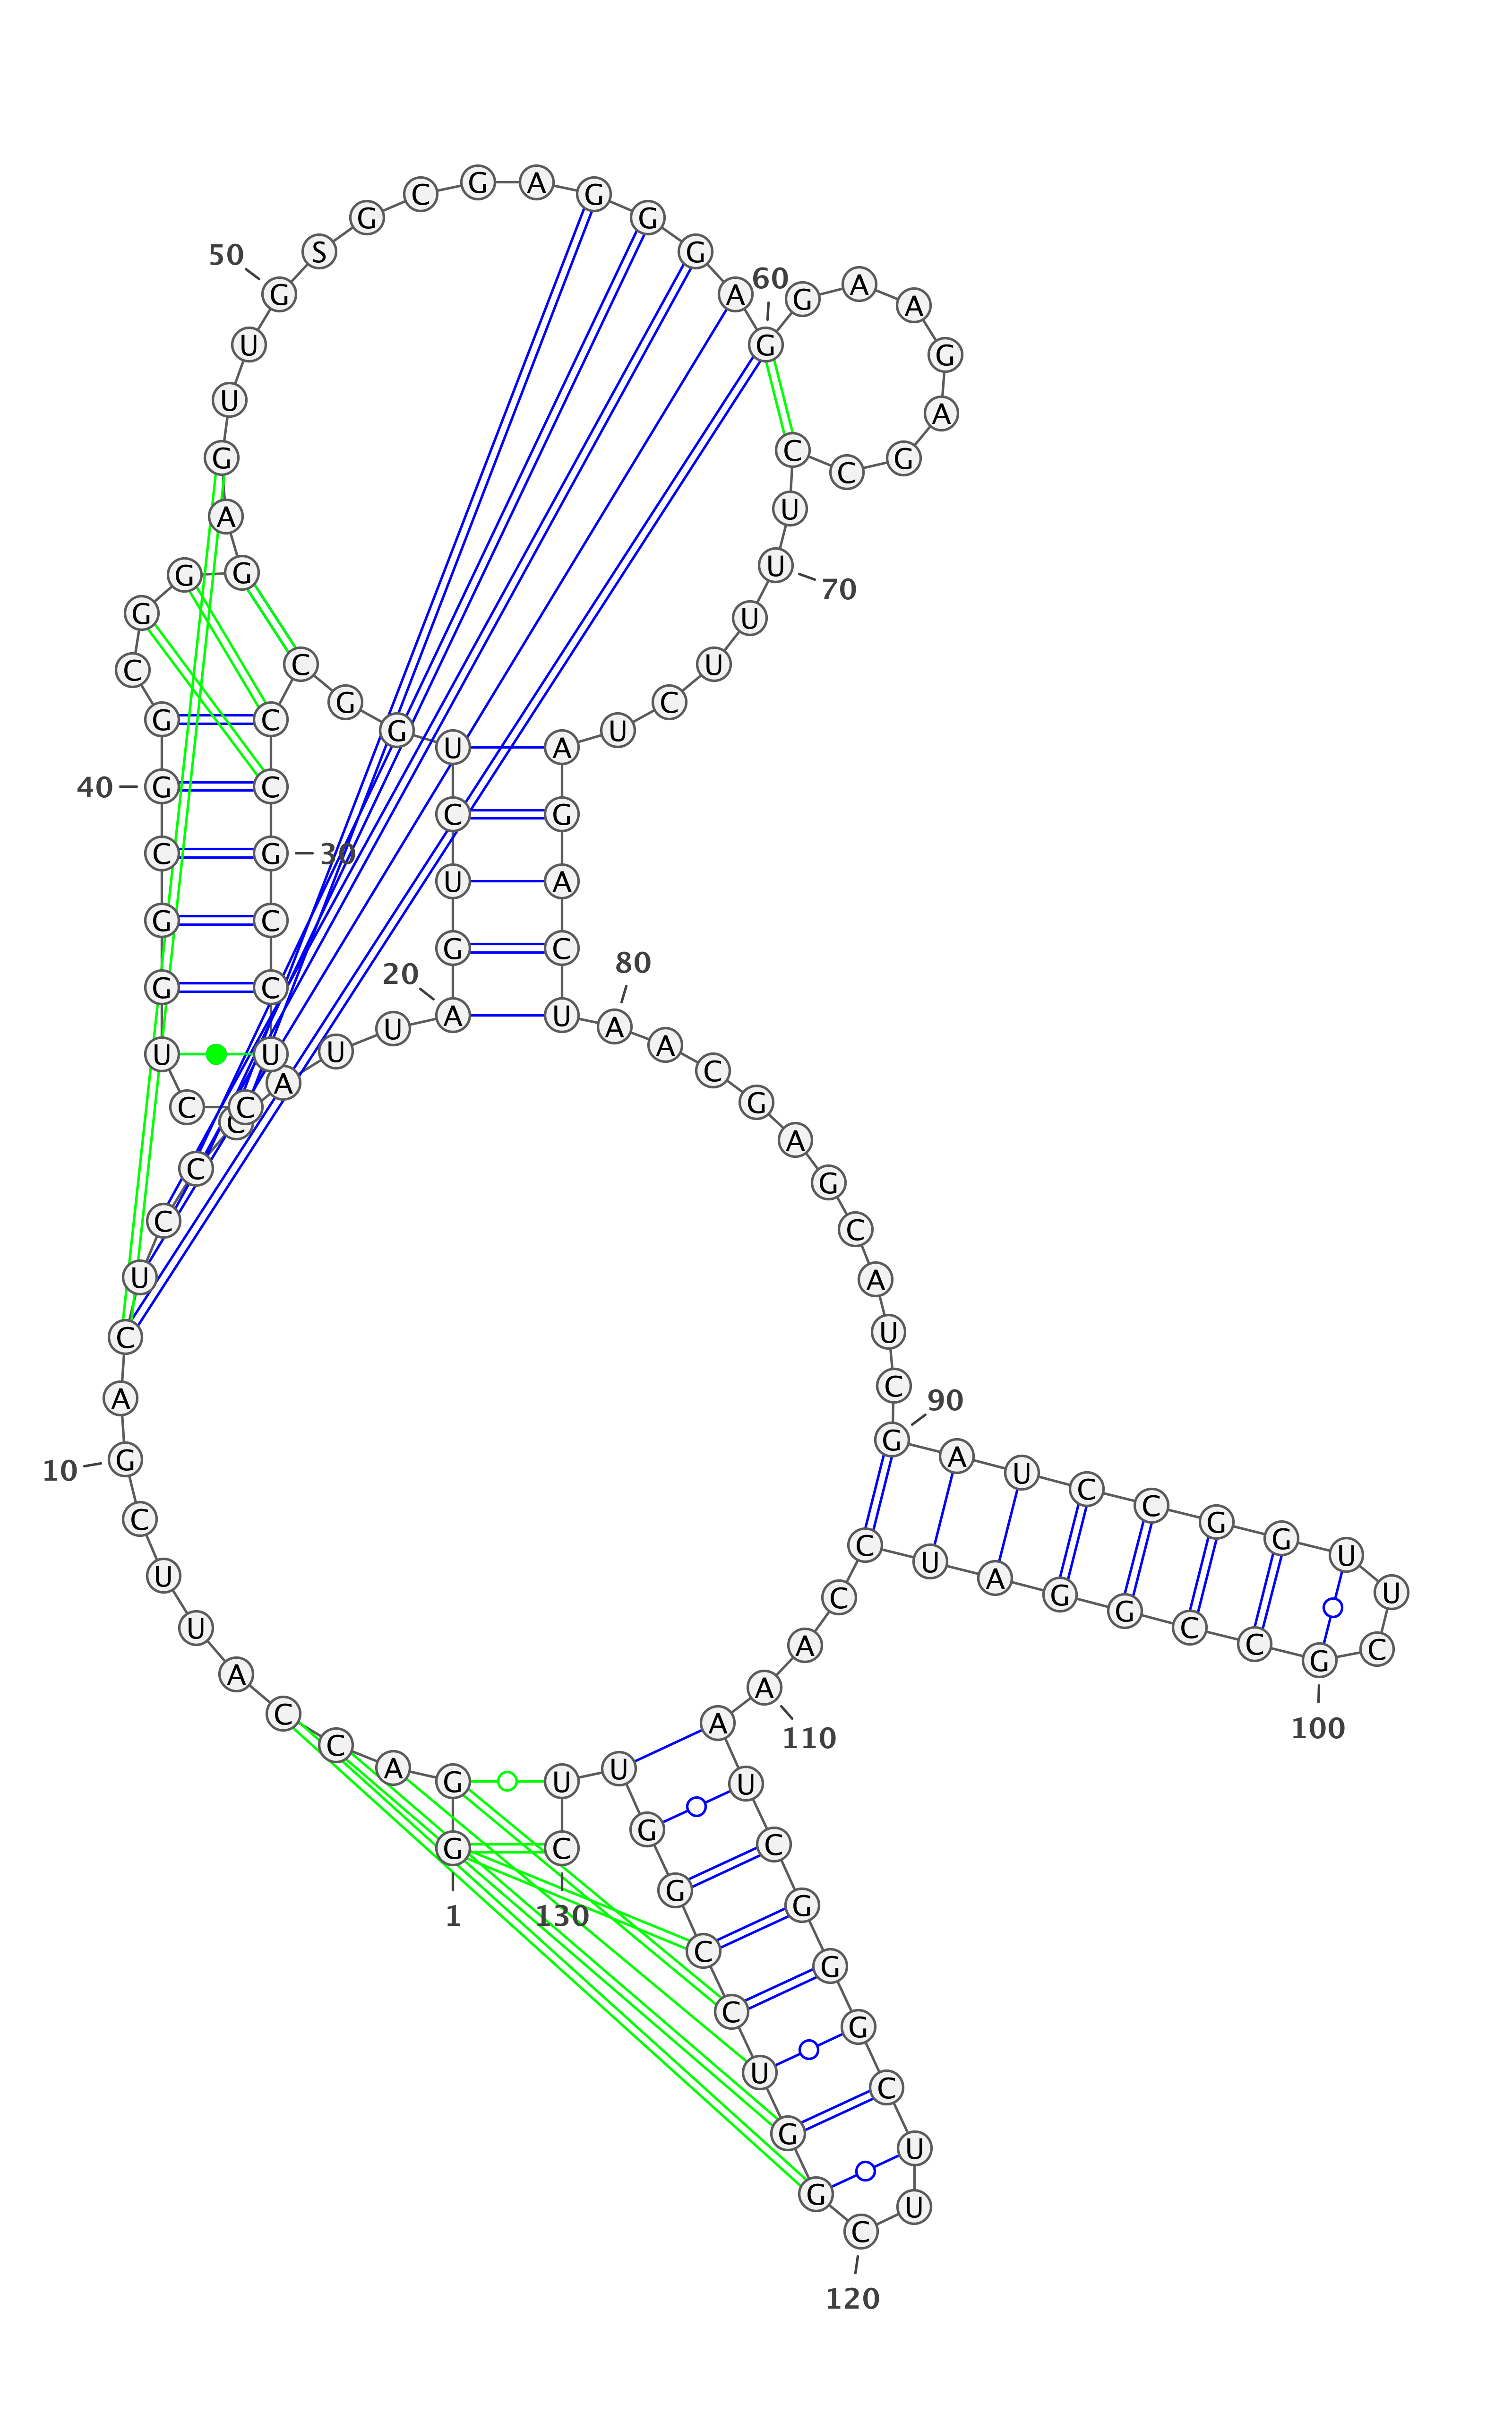 1
G G A C C A U U C G
10
A C U C C C A U U A
20
G U C U G G C C C G
30
C C U C C U G G C G
40
G C G G G A G U U G
50
S G C G A G G G A G
60
G A A G A G C C U U
70
U U C U A G A C U A
80
A C G A G C A U C G
90
A U C C G G U U C G
100
C C G G A U C C A A
110
A U C G G G C U U C
120
G G U C C G G U U C
130